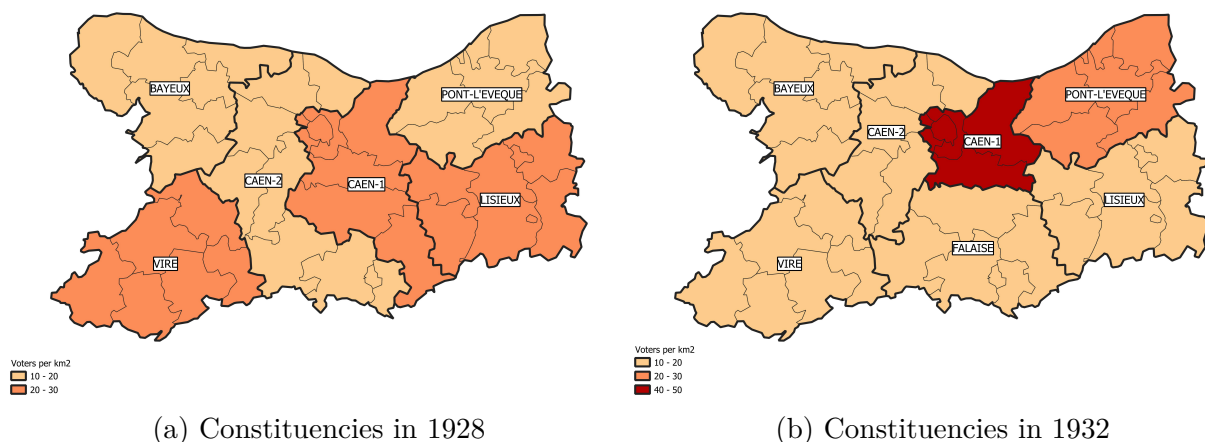 BAYEUX
PONT-L'EVEQUE
CAEN-2
CAEN-1
LISIEUX
VIRE
Voters per km2
10 - 20
20 - 30
(a) Constituencies in 1928
BAYEUX
PONT-L'EVEQUE
CAEN-2
CAEN-1
LISIEUX
FALAISE
VIRE
Voters per km2
10 - 20
20 - 30
40 - 50
(b) Constituencies in 1932